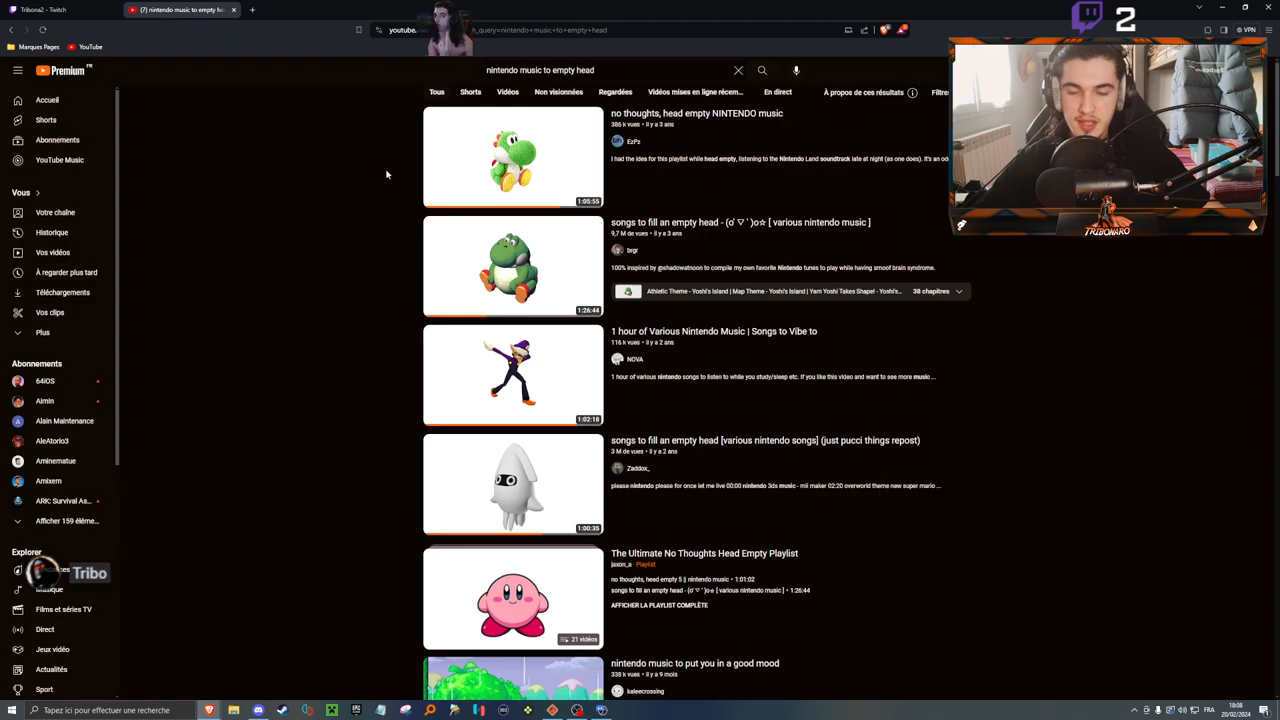 Tribona2 - Twitch
(7) nintendo music to empty he
2
youtube.
h_query=nintendo+music+to+empty+head
VPN
Marques Pages
YouTube
Premium
FR
nintendo music to empty head
Accueil
Shorts
Abonnements
YouTube Music
Vous
Votre chaîne
Historique
Vos vidéos
À regarder plus tard
Téléchargements
Vos clips
Plus
Abonnements
64iOS
Aimin
Alain Maintenance
AleAtorio3
Aminematue
Amixem
ARK: Survival As...
Afficher 159 éléme...
Explorer
Tribo
Musique
Films et séries TV
Direct
Jeux vidéo
Actualités
Sport
Tous
Shorts
Vidéos
Non visionnées
Regardées
Vidéos mises en ligne récem...
En direct
À propos de ces résultats
Filtres
TRIBONARO
1:05:55
no thoughts, head empty NINTENDO music
386 k vues • il y a 3 ans
EzPz
I had the idea for this playlist while head empty, listening to the Nintendo Land soundtrack late at night (as one does). It's an od
1:26:44
songs to fill an empty head - (oﾟ▽ﾟ)o☆ [ various nintendo music ]
9,7 M de vues • il y a 3 ans
brgr
100% inspired by @shadowatnoon to compile my own favorite Nintendo tunes to play while having smoof brain syndrome.
Athletic Theme - Yoshi's Island | Map Theme - Yoshi's Island | Yarn Yoshi Takes Shape! - Yoshi's...
38 chapitres
1:02:18
1 hour of Various Nintendo Music | Songs to Vibe to
116 k vues • il y a 2 ans
NOVA
1 hour of various nintendo songs to listen to while you study/sleep etc. If you like this video and want to see more music ...
1:00:35
songs to fill an empty head [various nintendo songs] (just pucci things repost)
3 M de vues • il y a 2 ans
Zaddox_
please nintendo please for once let me live 00:00 nintendo 3ds music - mii maker 02:20 overworld theme new super mario ...
21 vidéos
The Ultimate No Thoughts Head Empty Playlist
jaxon_a • Playlist
no thoughts, head empty 5 || nintendo music • 1:01:02
songs to fill an empty head - (oﾟ▽ﾟ)o☆ [ various nintendo music ] • 1:26:44
AFFICHER LA PLAYLIST COMPLÈTE
nintendo music to put you in a good mood
338 k vues • il y a 9 mois
kaleecrossing
Tapez ici pour effectuer une recherche
FRA
18:08
20/02/2024